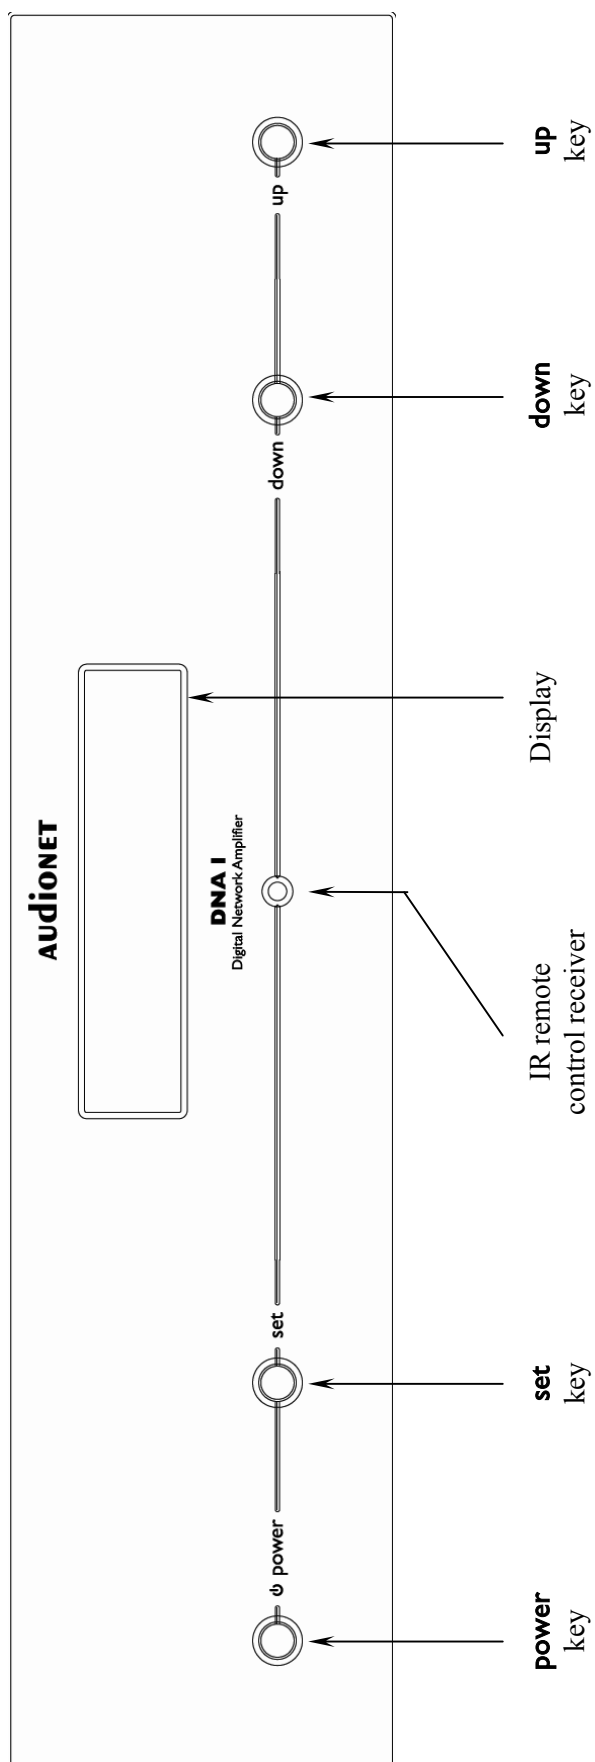 AUDIONET
DNA I
Digital Network Amplifier
power
set
down
up
power
key
set
key
IR remote
control receiver
Display
down
key
up
key